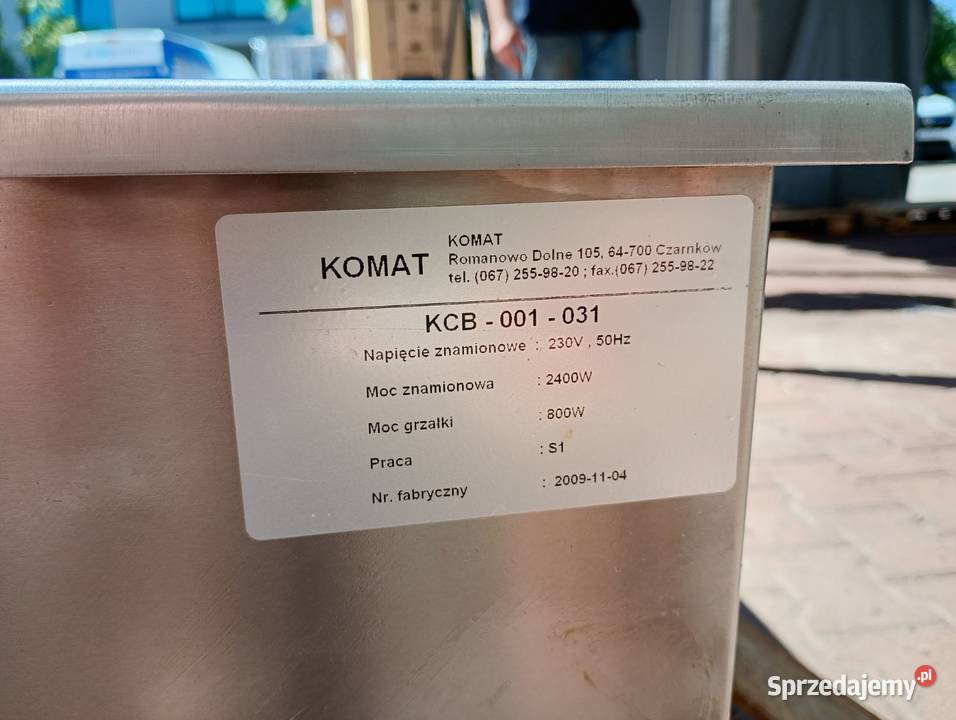 KOMAT
KOMAT
Romanowo Dolne 105, 64-700 Czarnków
tel. (067) 255-98-20 ; fax.(067) 255-98-22
KCB - 001 - 031
Napięcie znamionowe : 230V , 50Hz
Moc znamionowa : 2400W
Moc grzałki : 800W
Praca : S1
Nr. fabryczny : 2009-11-04
Sprzedajemy.pl